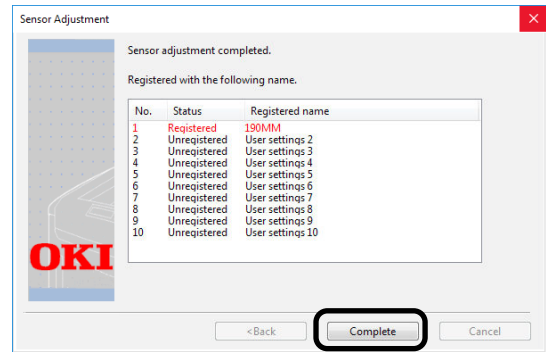 Sensor Adjustment
Sensor adjustment completed.
Registered with the following name.
No. Status Registered name
1 Registered 190MM
2 Unregistered User settings 2
3 Unregistered User settings 3
4 Unregistered User settings 4
5 Unregistered User settings 5
6 Unregistered User settings 6
7 Unregistered User settings 7
8 Unregistered User settings 8
9 Unregistered User settings 9
10 Unregistered User settings 10
OKI
<Back Complete Cancel